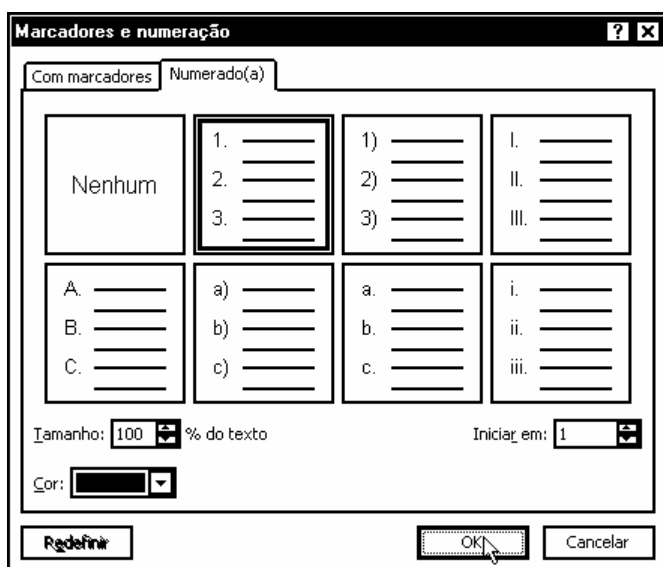 Marcadores e numeração ? X
Com marcadores Numerado(a)
Nenhum
1.
2.
3.
1)
2)
3)
I.
II.
III.
A.
B.
C.
a)
b)
c)
a.
b.
c.
i.
ii.
iii.
Tamanho: 100 % do texto Iniciar em: 1
Cor:
Redefinir OK Cancelar